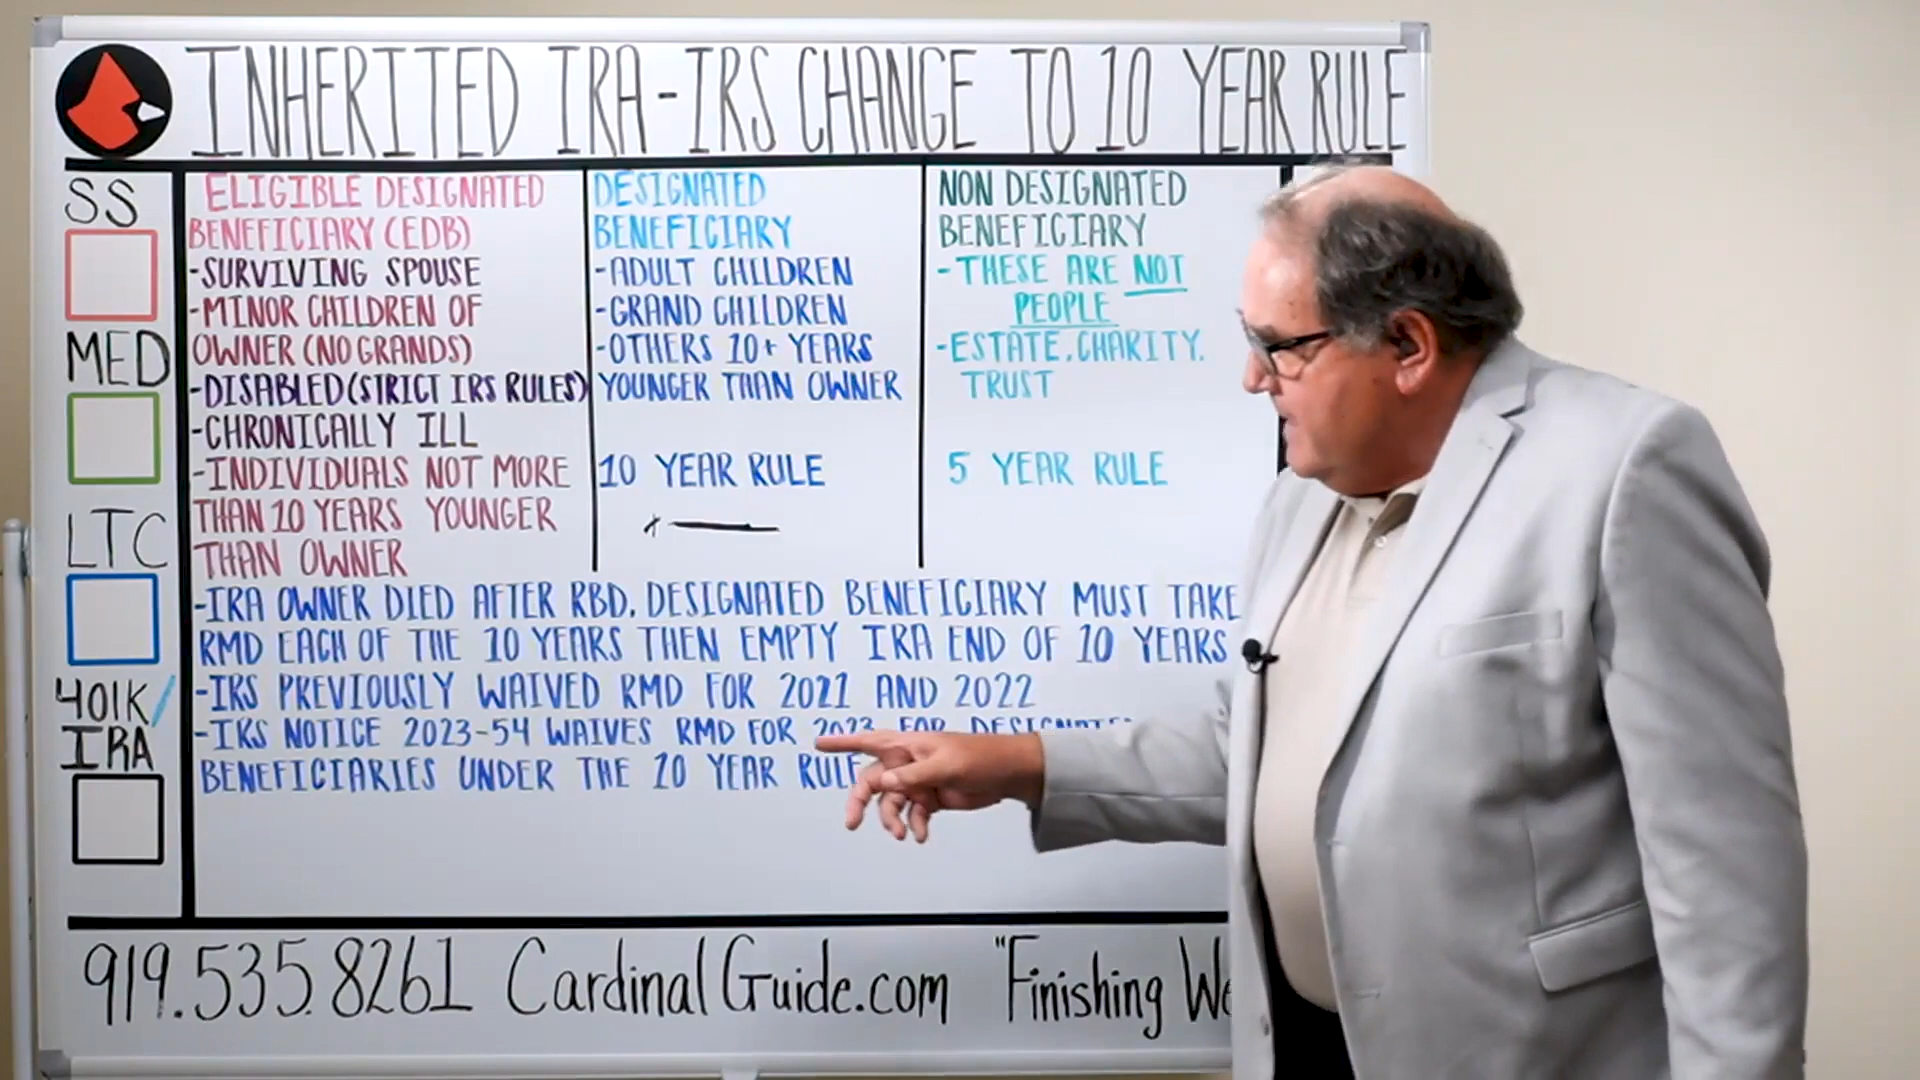 INHERITED IRA-IRS CHANGE TO 10 YEAR RULE
SS
MED
LTC
401K/
IRA
ELIGIBLE DESIGNATED
BENEFICIARY (EDB)
-SURVIVING SPOUSE
-MINOR CHILDREN OF
OWNER (NO GRANDS)
-DISABLED (STRICT IRS RULES)
-CHRONICALLY ILL
-INDIVIDUALS NOT MORE
THAN 10 YEARS YOUNGER
THAN OWNER
DESIGNATED
BENEFICIARY
-ADULT CHILDREN
-GRAND CHILDREN
-OTHERS 10+ YEARS
YOUNGER THAN OWNER
10 YEAR RULE
NON DESIGNATED
BENEFICIARY
-THESE ARE NOT
PEOPLE
-ESTATE, CHARITY,
TRUST
5 YEAR RULE
-IRA OWNER DIED AFTER RBD, DESIGNATED BENEFICIARY MUST TAKE
RMD EACH OF THE 10 YEARS THEN EMPTY IRA END OF 10 YEARS
-IRS PREVIOUSLY WAIVED RMD FOR 2021 AND 2022
-IRS NOTICE 2023-54 WAIVES RMD FOR 2023 FOR
BENEFICIARIES UNDER THE 10 YEAR RULE
919.535.8261 CardinalGuide.com "Finishing